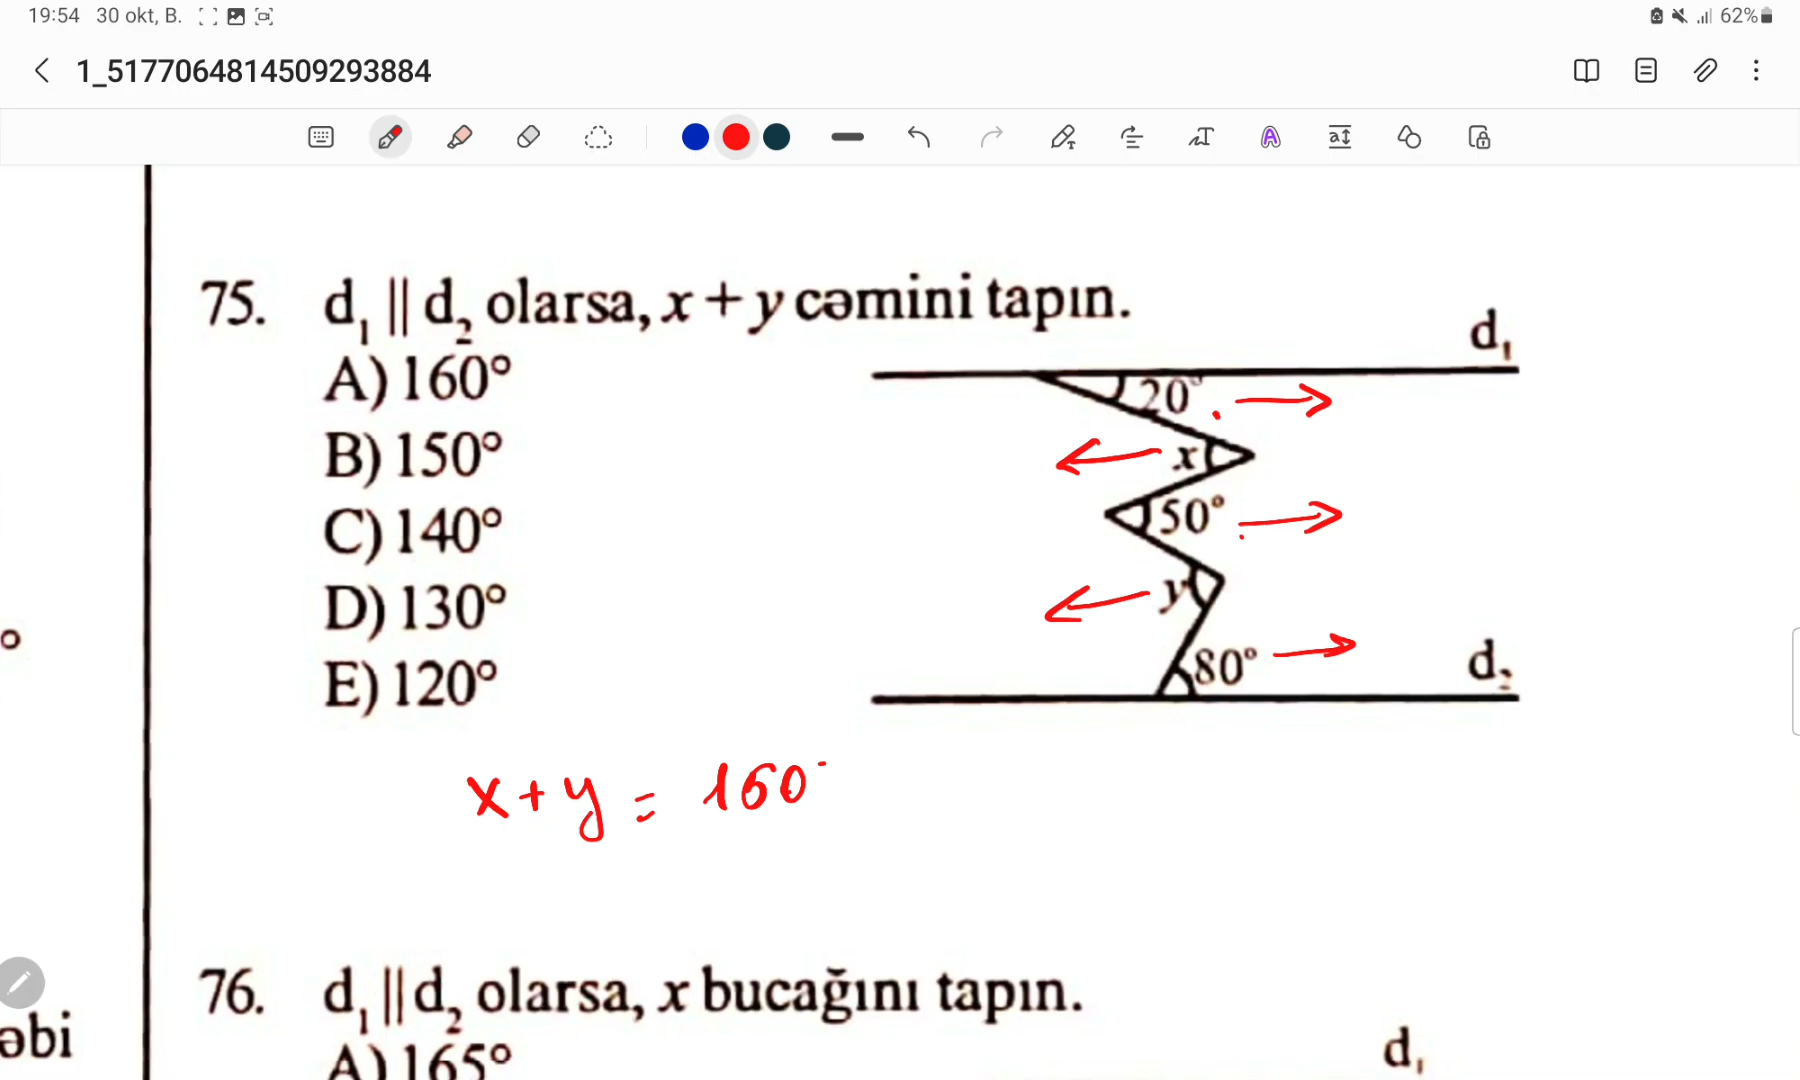 19:54 30 okt, B. 62%
1_5177064814509293884
75. d₁ || d₂ olarsa, x + y cəmini tapın.
A) 160°
B) 150°
C) 140°
D) 130°
E) 120°
d₁
20°
x
50°
y
80°
d₂
x + y = 160°
76. d₁ || d₂ olarsa, x bucağını tapın.
A) 165°
d₁
°
əbi